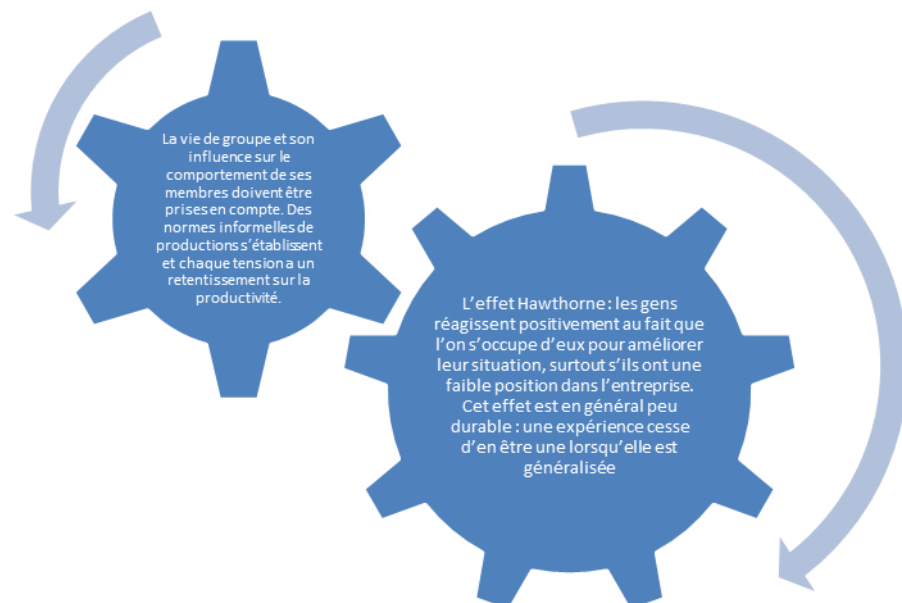 La vie de groupe et son
influence sur le
comportement de ses
membres doivent être
prises en compte. Des
normes informelles de
productions s'établissent
et chaque tension a un
retentissement sur la
productivité.
L'effet Hawthorne : les gens
réagissent positivement au fait que
l'on s'occupe d'eux pour améliorer
leur situation, surtout s'ils ont une
faible position dans l'entreprise.
Cet effet est en général peu
durable : une expérience cesse
d'en être une lorsqu'elle est
généralisée